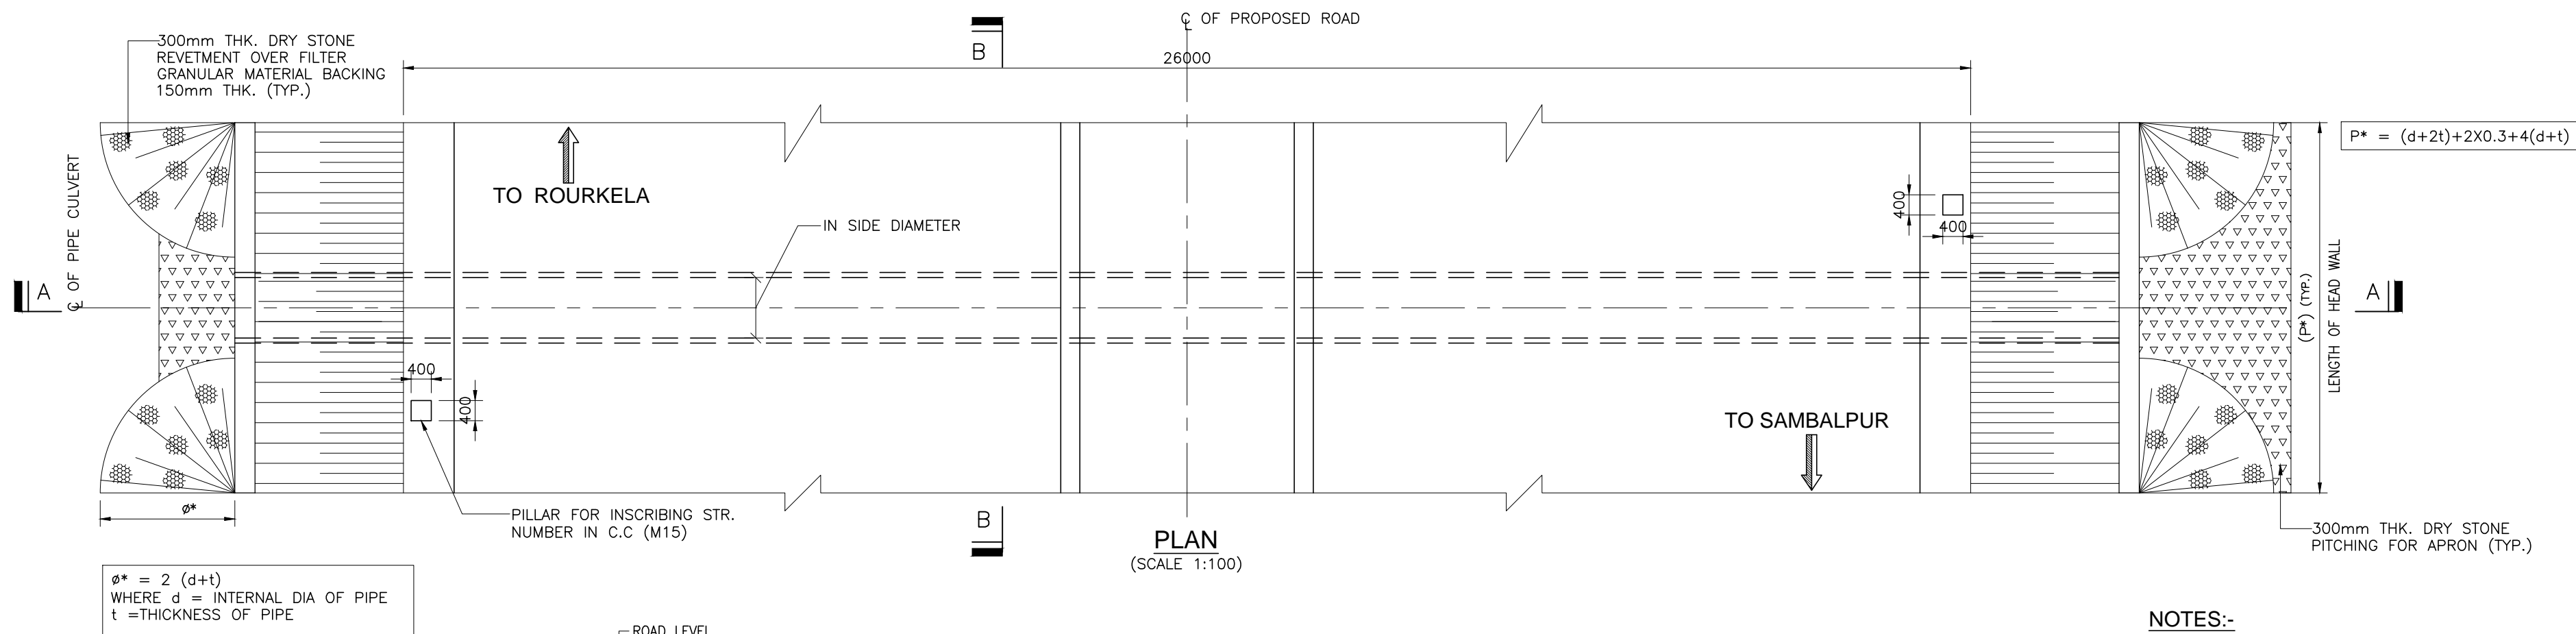 ℄ OF PROPOSED ROAD
B
26000
300mm THK. DRY STONE
REVETMENT OVER FILTER
GRANULAR MATERIAL BACKING
150mm THK. (TYP.)
P* = (d+2t)+2X0.3+4(d+t)
TO ROURKELA
IN SIDE DIAMETER
400
400
℄ OF PIPE CULVERT
A
A
(P*) (TYP.)
LENGTH OF HEAD WALL
400
400
TO SAMBALPUR
ø*
PILLAR FOR INSCRIBING STR.
NUMBER IN C.C (M15)
B
PLAN
(SCALE 1:100)
300mm THK. DRY STONE
PITCHING FOR APRON (TYP.)
ø* = 2 (d+t)
WHERE d = INTERNAL DIA OF PIPE
t =THICKNESS OF PIPE
ROAD LEVEL
NOTES:-